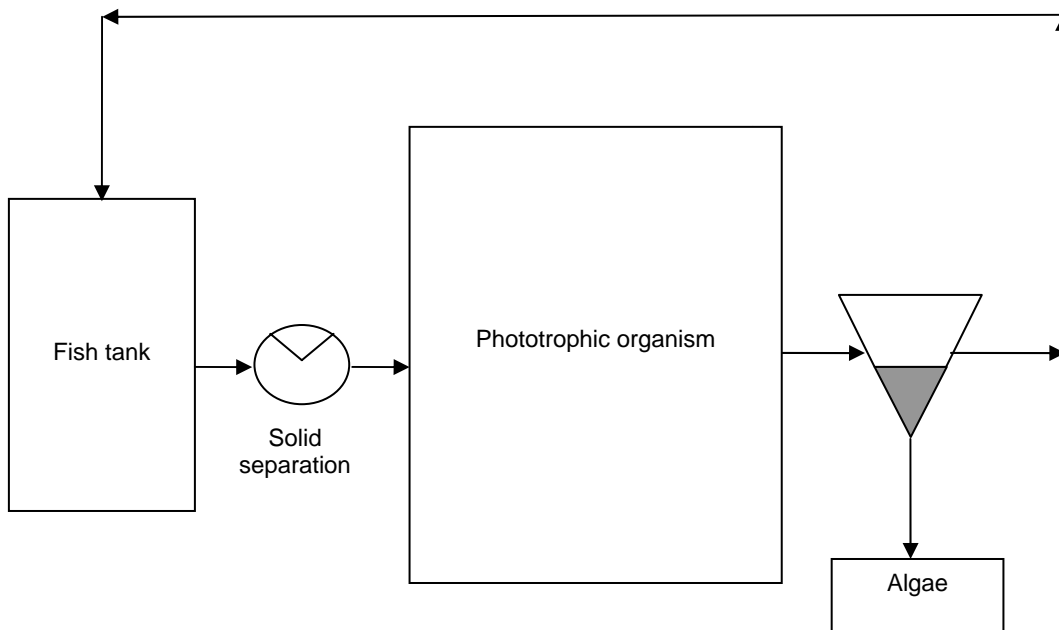 Fish tank
Solid
separation
Phototrophic organism
Algae